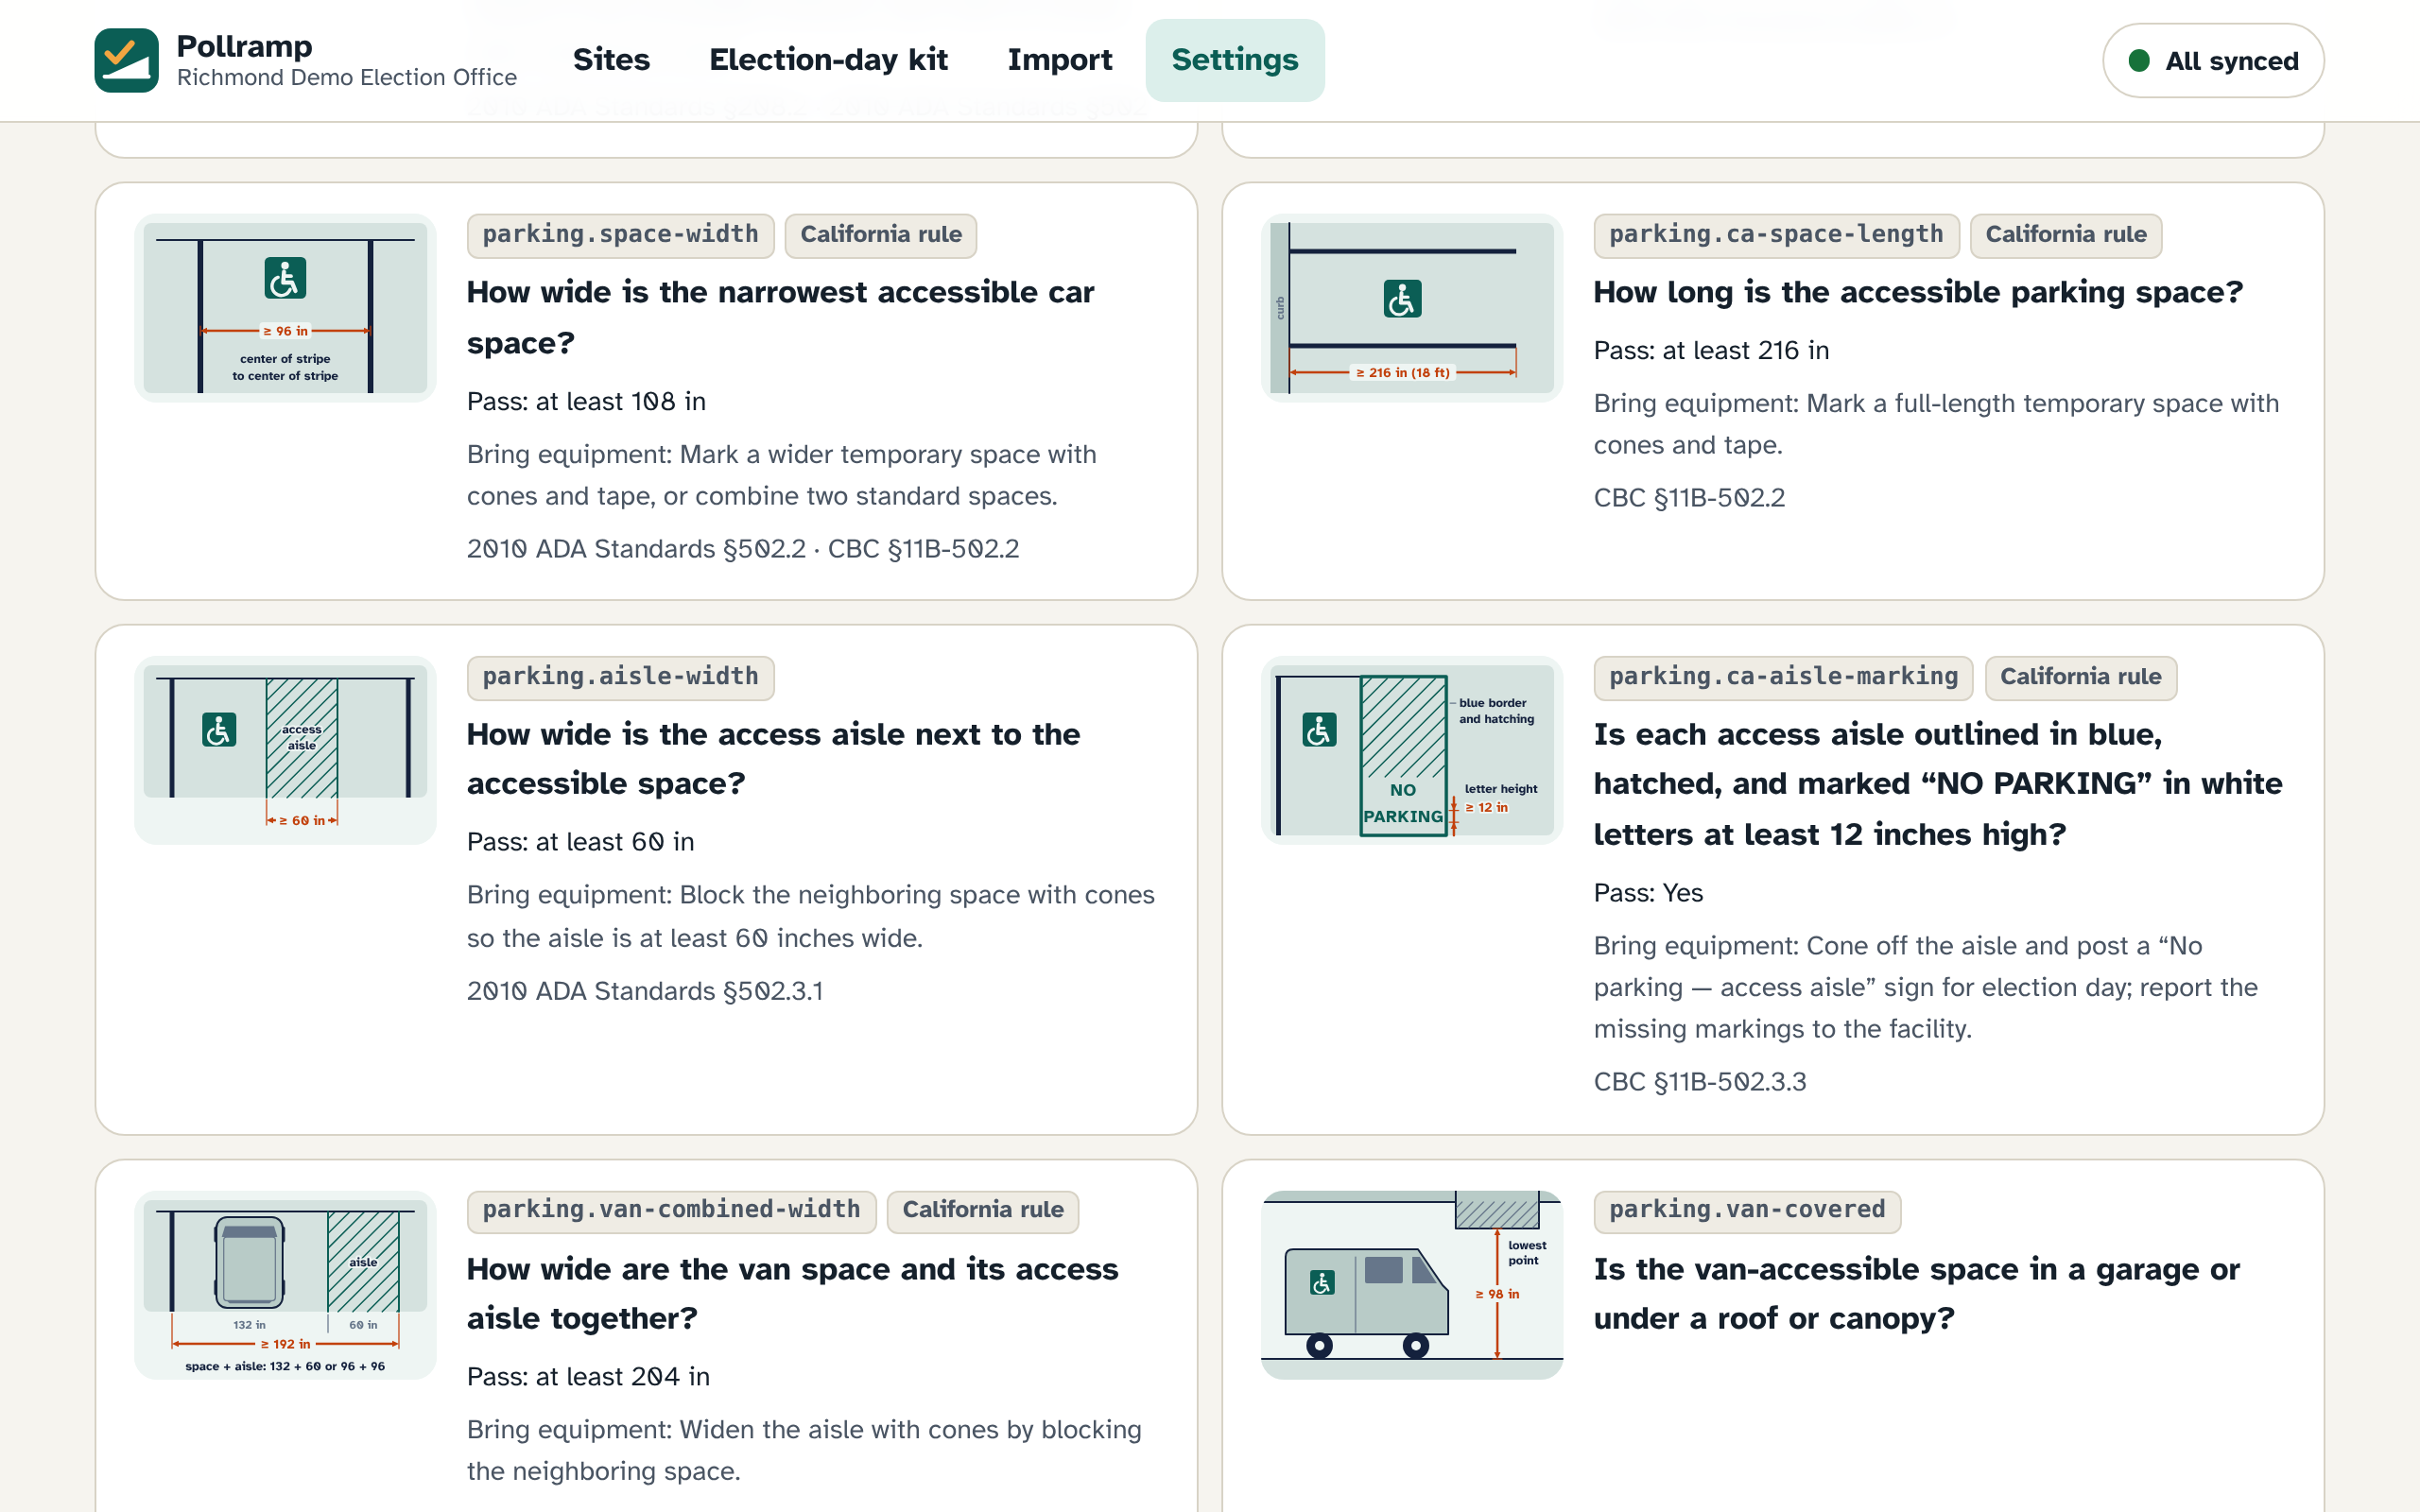 Pollramp
Richmond Demo Election Office
Sites
Election-day kit
Import
Settings
All synced
≥ 96 in
center of stripe
to center of stripe
parking.space-width
California rule
How wide is the narrowest accessible car
space?
Pass: at least 108 in
Bring equipment: Mark a wider temporary space with
cones and tape, or combine two standard spaces.
2010 ADA Standards §502.2 · CBC §11B-502.2
curb
≥ 216 in (18 ft)
parking.ca-space-length
California rule
How long is the accessible parking space?
Pass: at least 216 in
Bring equipment: Mark a full-length temporary space with
cones and tape.
CBC §11B-502.2
access
aisle
≥ 60 in
parking.aisle-width
How wide is the access aisle next to the
accessible space?
Pass: at least 60 in
Bring equipment: Block the neighboring space with cones
so the aisle is at least 60 inches wide.
2010 ADA Standards §502.3.1
blue border
and hatching
NO
PARKING
letter height
≥ 12 in
parking.ca-aisle-marking
California rule
Is each access aisle outlined in blue,
hatched, and marked “NO PARKING” in white
letters at least 12 inches high?
Pass: Yes
Bring equipment: Cone off the aisle and post a “No
parking — access aisle” sign for election day; report the
missing markings to the facility.
CBC §11B-502.3.3
aisle
132 in
60 in
≥ 192 in
space + aisle: 132 + 60 or 96 + 96
parking.van-combined-width
California rule
How wide are the van space and its access
aisle together?
Pass: at least 204 in
Bring equipment: Widen the aisle with cones by blocking
the neighboring space.
lowest
point
≥ 98 in
parking.van-covered
Is the van-accessible space in a garage or
under a roof or canopy?